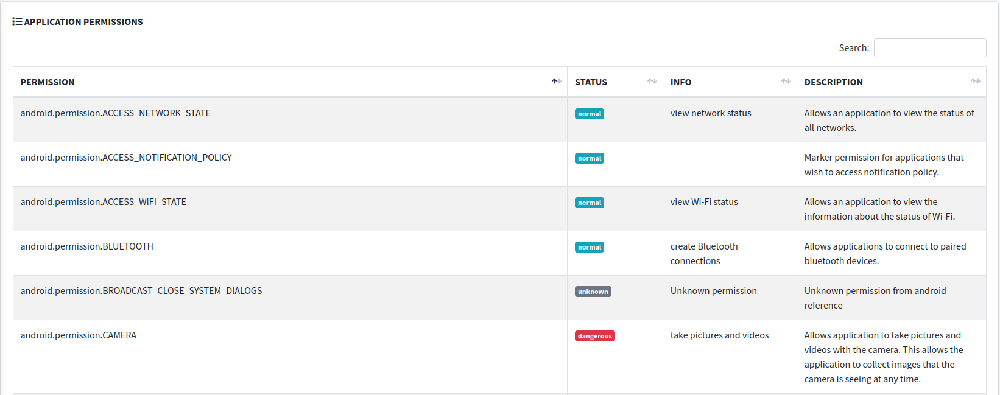 APPLICATION PERMISSIONS
Search:
PERMISSION STATUS INFO DESCRIPTION
android.permission.ACCESS_NETWORK_STATE normal view network status Allows an application to view the status of
all networks.
android.permission.ACCESS_NOTIFICATION_POLICY normal Marker permission for applications that
wish to access notification policy.
android.permission.ACCESS_WIFI_STATE normal view Wi-Fi status Allows an application to view the
information about the status of Wi-Fi.
android.permission.BLUETOOTH normal create Bluetooth Allows applications to connect to paired
connections bluetooth devices.
android.permission.BROADCAST_CLOSE_SYSTEM_DIALOGS unknown Unknown permission Unknown permission from android
reference
android.permission.CAMERA dangerous take pictures and videos Allows application to take pictures and
videos with the camera. This allows the
application to collect images that the
camera is seeing at any time.